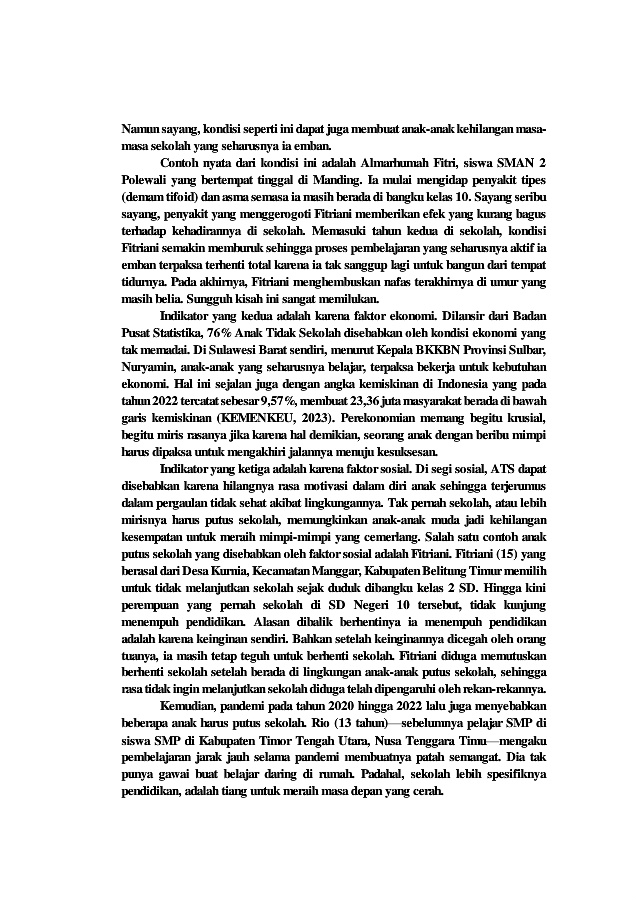 Namun sayang, kondisi seperti ini dapat juga membuat anak-anak kehilangan masa-
masa sekolah yang seharusnya ia emban.
Contoh nyata dari kondisi ini adalah Almarhumah Fitri, siswa SMAN 2
Polewali yang bertempat tinggal di Manding. Ia mulai mengidap penyakit tipes
(demam tifoid) dan asma semasa ia masih berada di bangku kelas 10. Sayang seribu
sayang, penyakit yang menggerogoti Fitriani memberikan efek yang kurang bagus
terhadap kehadirannya di sekolah. Memasuki tahun kedua di sekolah, kondisi
Fitriani semakin memburuk sehingga proses pembelajaran yang seharusnya aktif ia
emban terpaksa terhenti total karena ia tak sanggup lagi untuk bangun dari tempat
tidurnya. Pada akhirnya, Fitriani menghembuskan nafas terakhirnya di umur yang
masih belia. Sungguh kisah ini sangat memilukan.
Indikator yang kedua adalah karena faktor ekonomi. Dilansir dari Badan
Pusat Statistika, 76% Anak Tidak Sekolah disebabkan oleh kondisi ekonomi yang
tak memadai. Di Sulawesi Barat sendiri, menurut Kepala BKKBN Provinsi Sulbar,
Nuryamin, anak-anak yang seharusnya belajar, terpaksa bekerja untuk kebutuhan
ekonomi. Hal ini sejalan juga dengan angka kemiskinan di Indonesia yang pada
tahun 2022 tercatat sebesar 9,57%, membuat 23,36 juta masyarakat berada di bawah
garis kemiskinan (KEMENKEU, 2023). Perekonomian memang begitu krusial,
begitu miris rasanya jika karena hal demikian, seorang anak dengan beribu mimpi
harus dipaksa untuk mengakhiri jalannya menuju kesuksesan.
Indikator yang ketiga adalah karena faktor sosial. Di segi sosial, ATS dapat
disebabkan karena hilangnya rasa motivasi dalam diri anak sehingga terjerumus
dalam pergaulan tidak sehat akibat lingkungannya. Tak pernah sekolah, atau lebih
mirisnya harus putus sekolah, memungkinkan anak-anak muda jadi kehilangan
kesempatan untuk meraih mimpi-mimpi yang cemerlang. Salah satu contoh anak
putus sekolah yang disebabkan oleh faktor sosial adalah Fitriani. Fitriani (15) yang
berasal dari Desa Kurnia, Kecamatan Manggar, Kabupaten Belitung Timur memilih
untuk tidak melanjutkan sekolah sejak duduk dibangku kelas 2 SD. Hingga kini
perempuan yang pernah sekolah di SD Negeri 10 tersebut, tidak kunjung
menempuh pendidikan. Alasan dibalik berhentinya ia menempuh pendidikan
adalah karena keinginan sendiri. Bahkan setelah keinginannya dicegah oleh orang
tuanya, ia masih tetap teguh untuk berhenti sekolah. Fitriani diduga memutuskan
berhenti sekolah setelah berada di lingkungan anak-anak putus sekolah, sehingga
rasa tidak ingin melanjutkan sekolah diduga telah dipengaruhi oleh rekan-rekannya.
Kemudian, pandemi pada tahun 2020 hingga 2022 lalu juga menyebabkan
beberapa anak harus putus sekolah. Rio (13 tahun)—sebelumnya pelajar SMP di
siswa SMP di Kabupaten Timor Tengah Utara, Nusa Tenggara Timu—mengaku
pembelajaran jarak jauh selama pandemi membuatnya patah semangat. Dia tak
punya gawai buat belajar daring di rumah. Padahal, sekolah lebih spesifiknya
pendidikan, adalah tiang untuk meraih masa depan yang cerah.